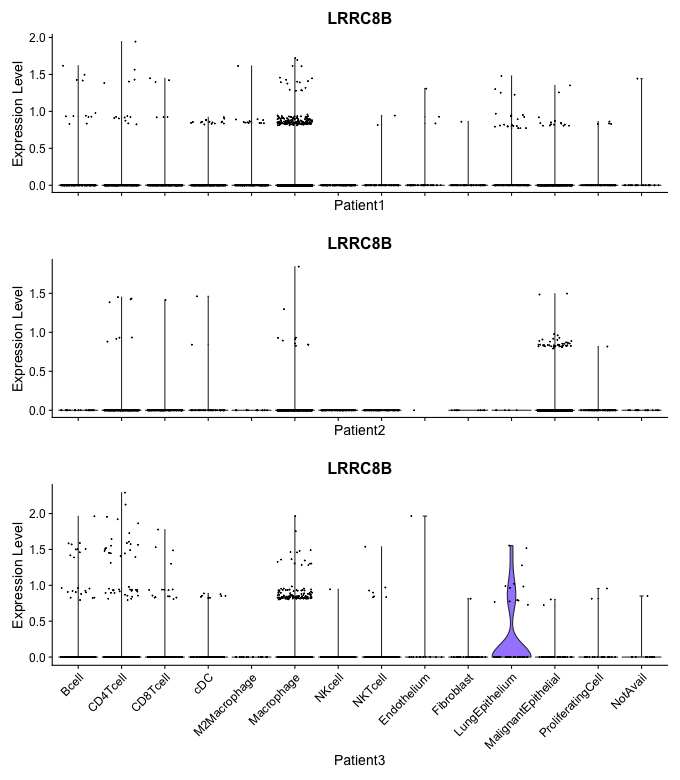 LRRC8B
Expression Level
2.0
1.5
1.0
0.5
0.0
Patient1
LRRC8B
Expression Level
1.5
1.0
0.5
0.0
Patient2
LRRC8B
Expression Level
2.0
1.5
1.0
0.5
0.0
Bcell
CD4Tcell
CD8Tcell
cDC
M2Macrophage
Macrophage
NKcell
NKTcell
Endothelium
Fibroblast
LungEpithelium
MalignantEpithelial
ProliferatingCell
NotAvail
Patient3